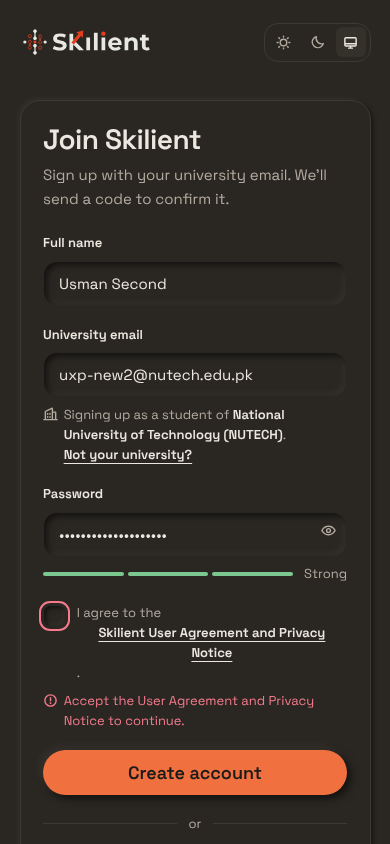 Skilient
Join Skilient
Sign up with your university email. We'll
send a code to confirm it.
Full name
Usman Second
University email
uxp-new2@nutech.edu.pk
Signing up as a student of National
University of Technology (NUTECH).
Not your university?
Password
••••••••••••••••••••
Strong
I agree to the
Skilient User Agreement and Privacy
Notice
.
Accept the User Agreement and Privacy
Notice to continue.
Create account
or